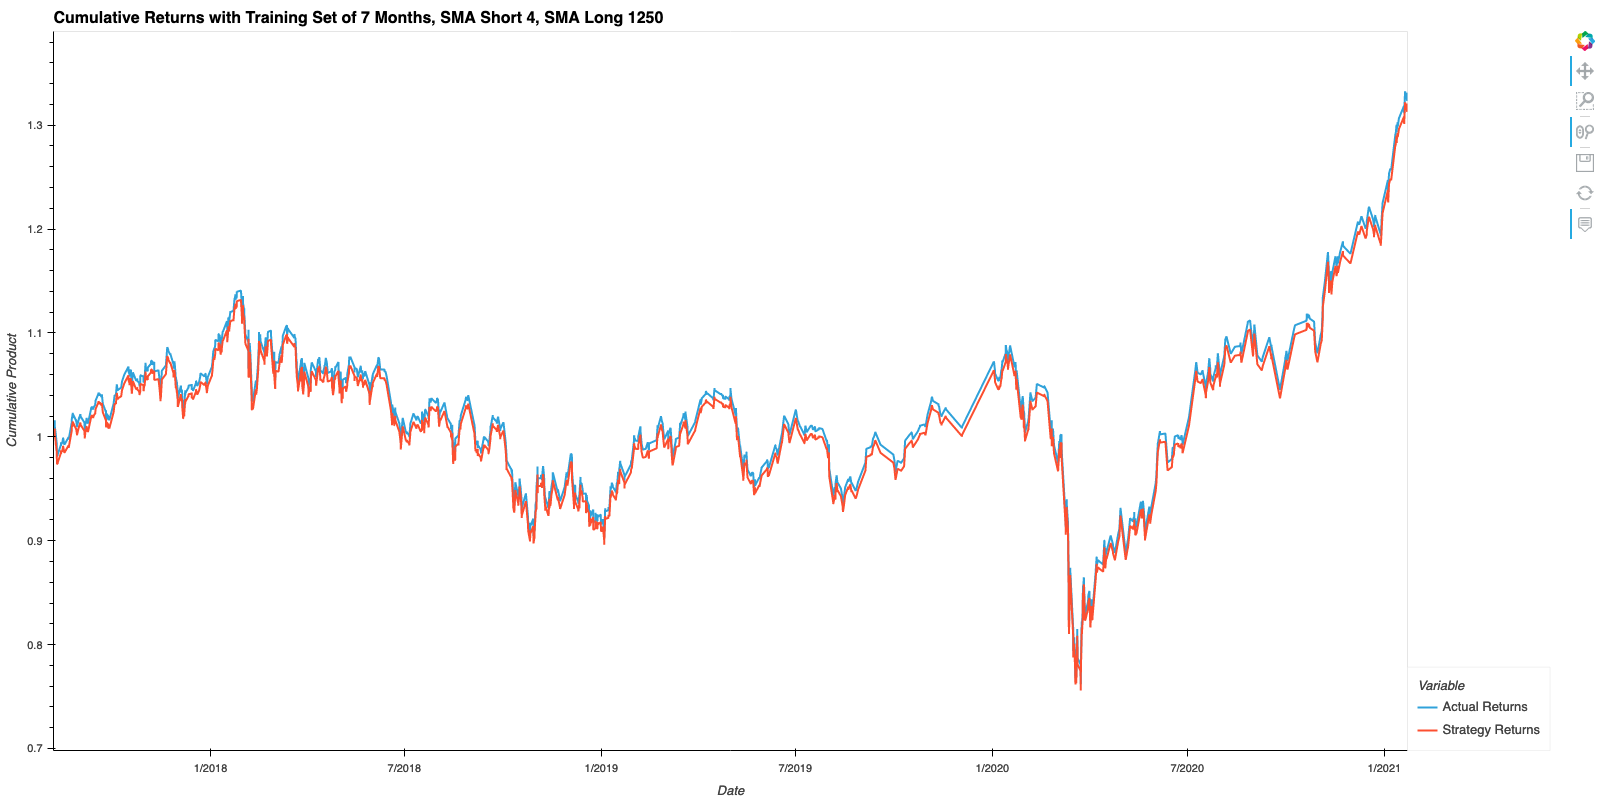 Cumulative Returns with Training Set of 7 Months, SMA Short 4, SMA Long 1250
1.3
1.2
1.1
1
0.9
0.8
0.7
Cumulative Product
1/2018
7/2018
1/2019
7/2019
1/2020
7/2020
1/2021
Date
Variable
Actual Returns
Strategy Returns